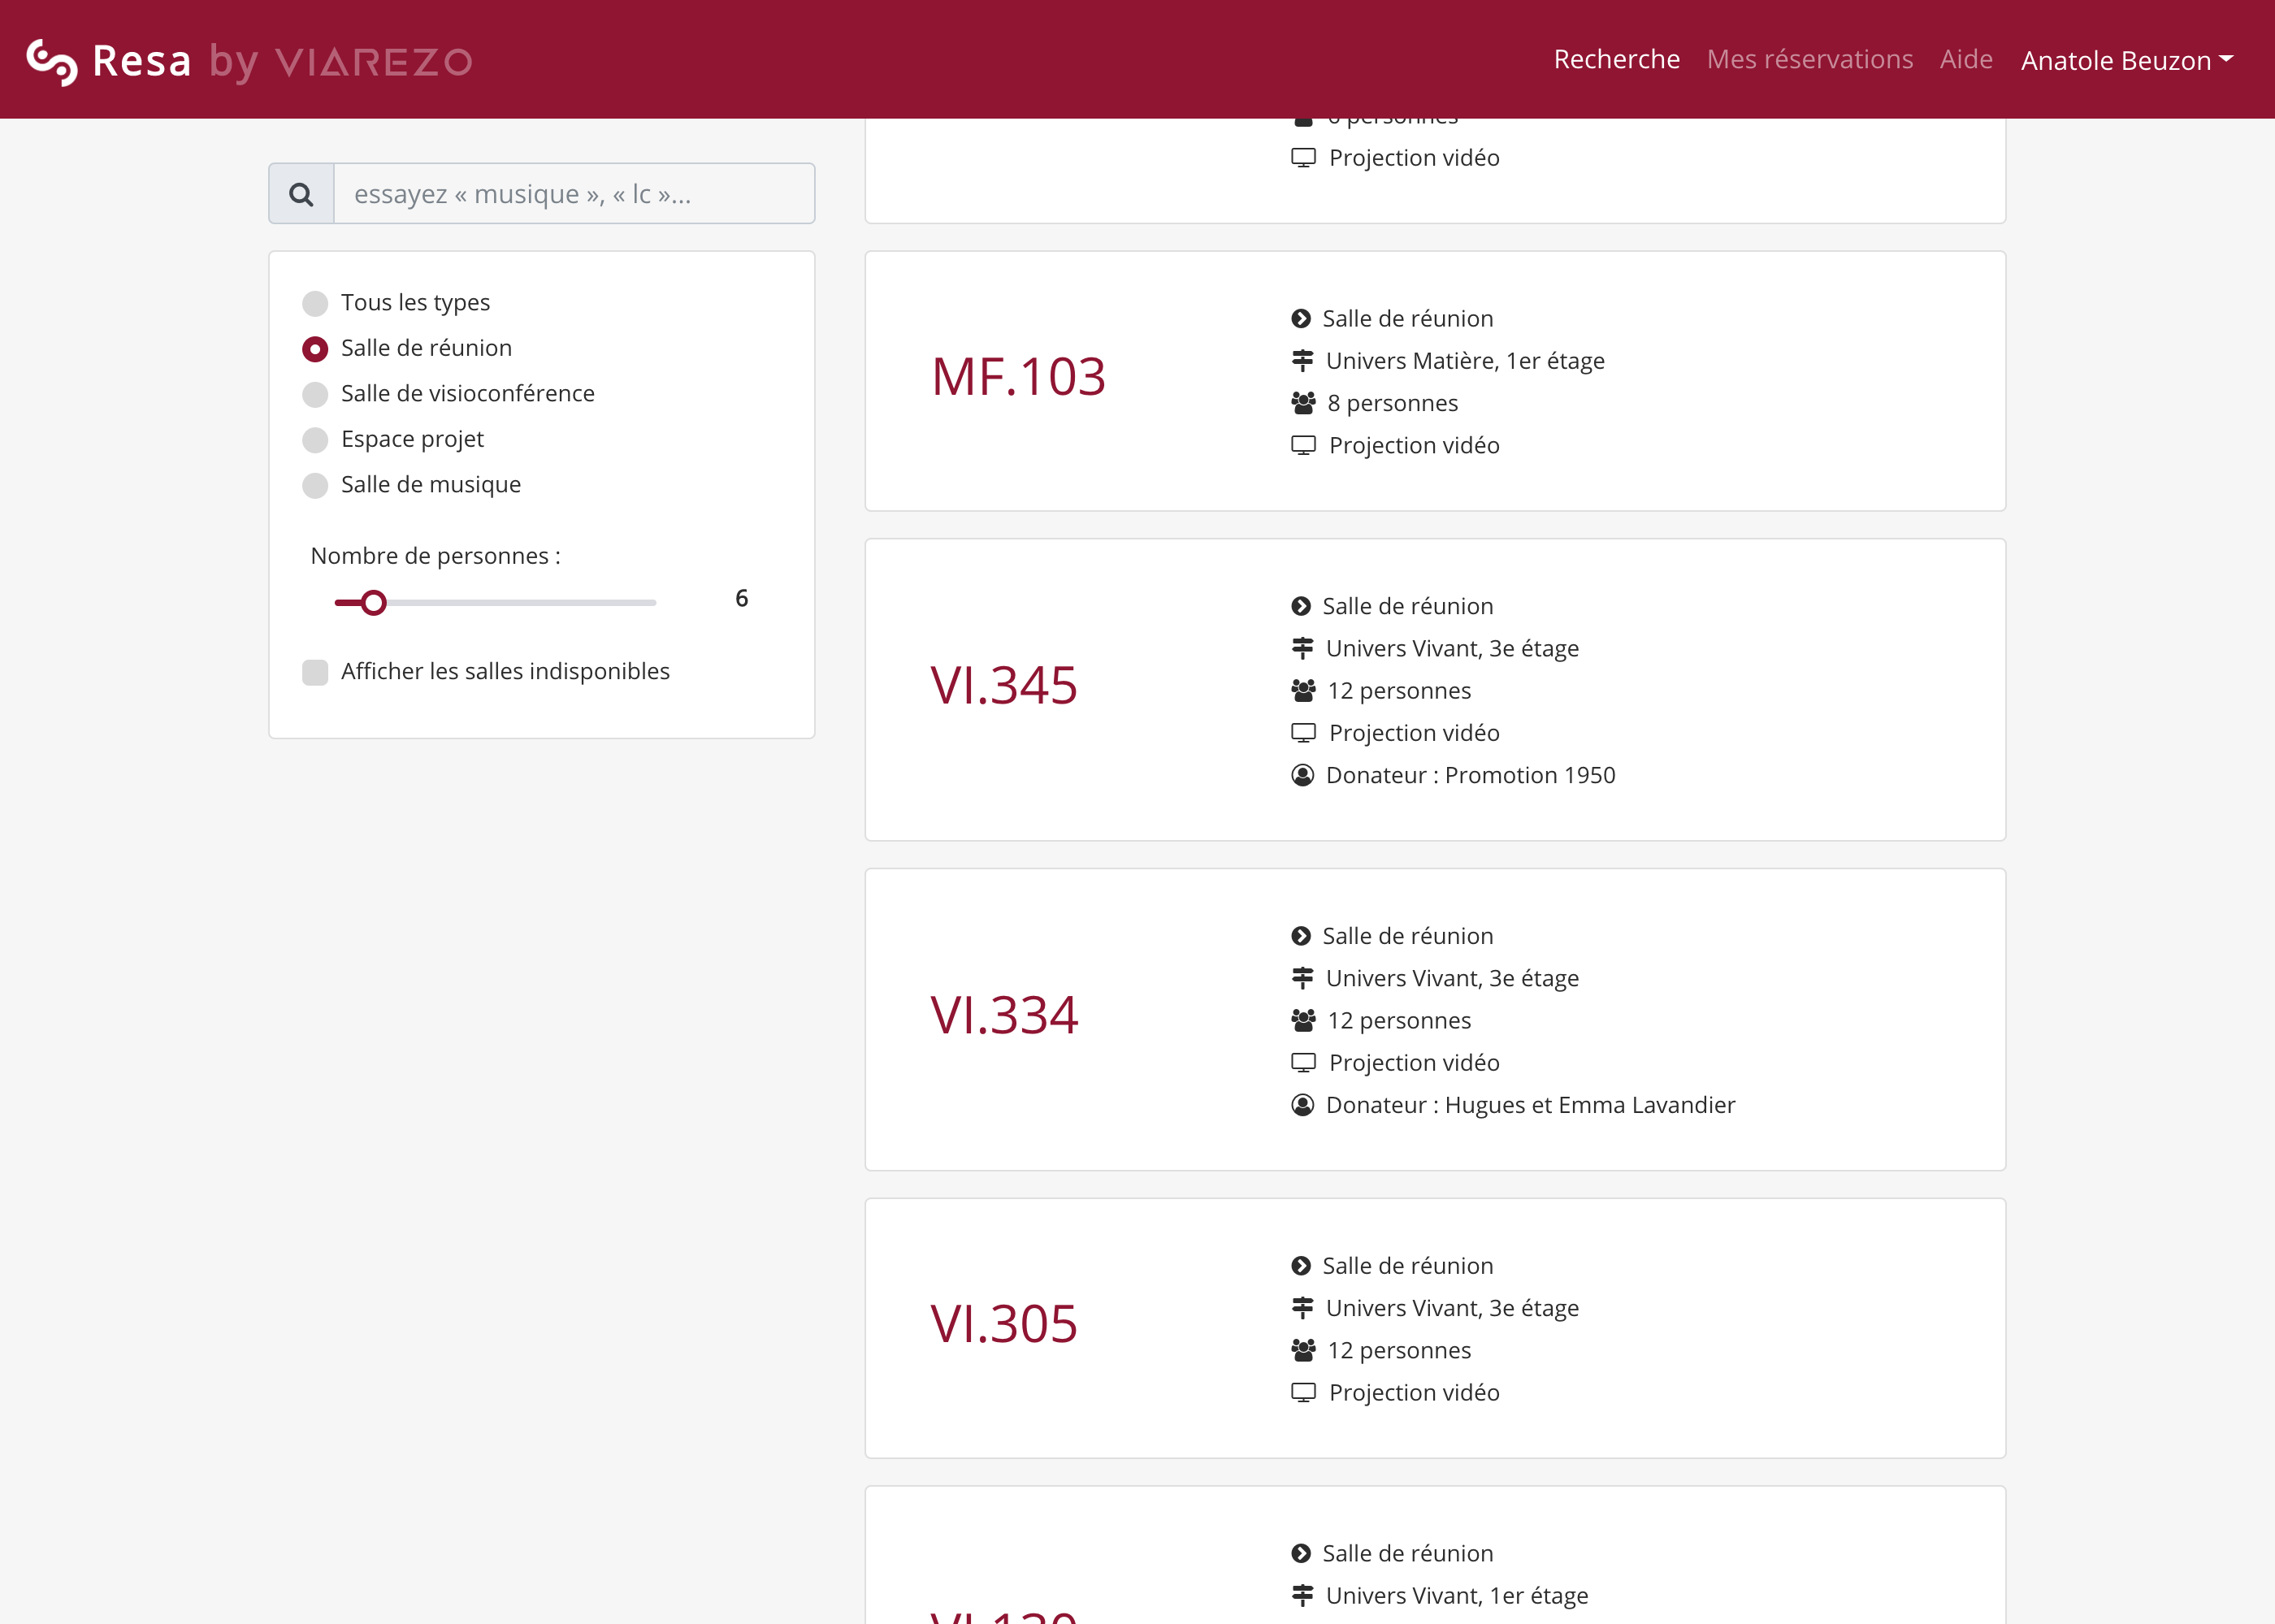 Resa by VIAREZO
Recherche Mes réservations Aide Anatole Beuzon
essayez « musique », « lc »...
Tous les types
Salle de réunion
Salle de visioconférence
Espace projet
Salle de musique
Nombre de personnes :
6
Afficher les salles indisponibles
personnes
Projection vidéo
MF.103
Salle de réunion
Univers Matière, 1er étage
8 personnes
Projection vidéo
VI.345
Salle de réunion
Univers Vivant, 3e étage
12 personnes
Projection vidéo
Donateur : Promotion 1950
VI.334
Salle de réunion
Univers Vivant, 3e étage
12 personnes
Projection vidéo
Donateur : Hugues et Emma Lavandier
VI.305
Salle de réunion
Univers Vivant, 3e étage
12 personnes
Projection vidéo
Salle de réunion
Univers Vivant, 1er étage